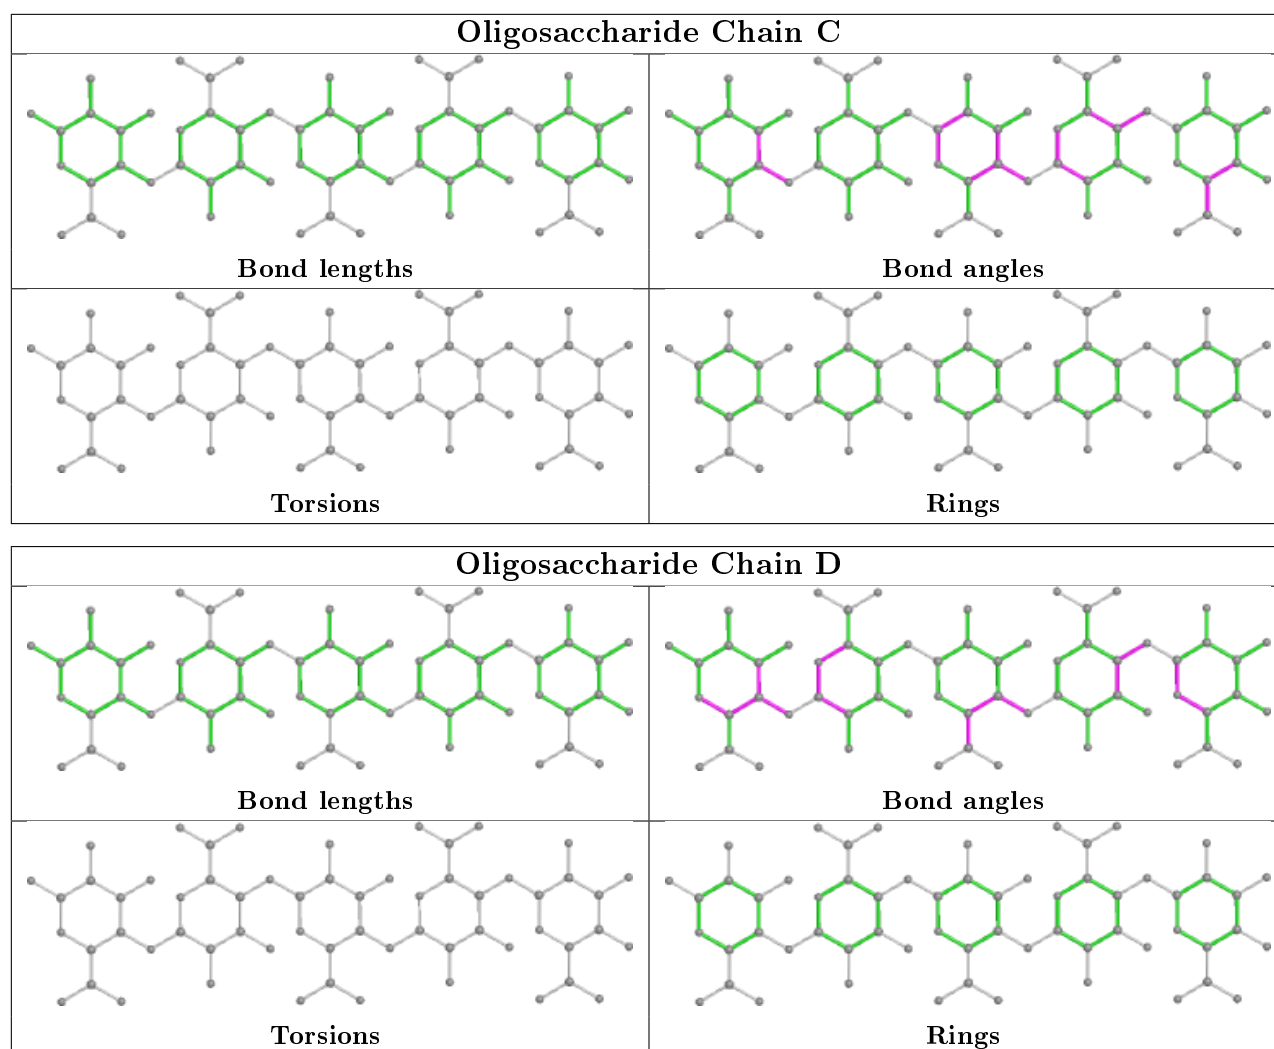 Oligosaccharide Chain C
Bond lengths
Bond angles
Torsions
Rings
Oligosaccharide Chain D
Bond lengths
Bond angles
Torsions
Rings